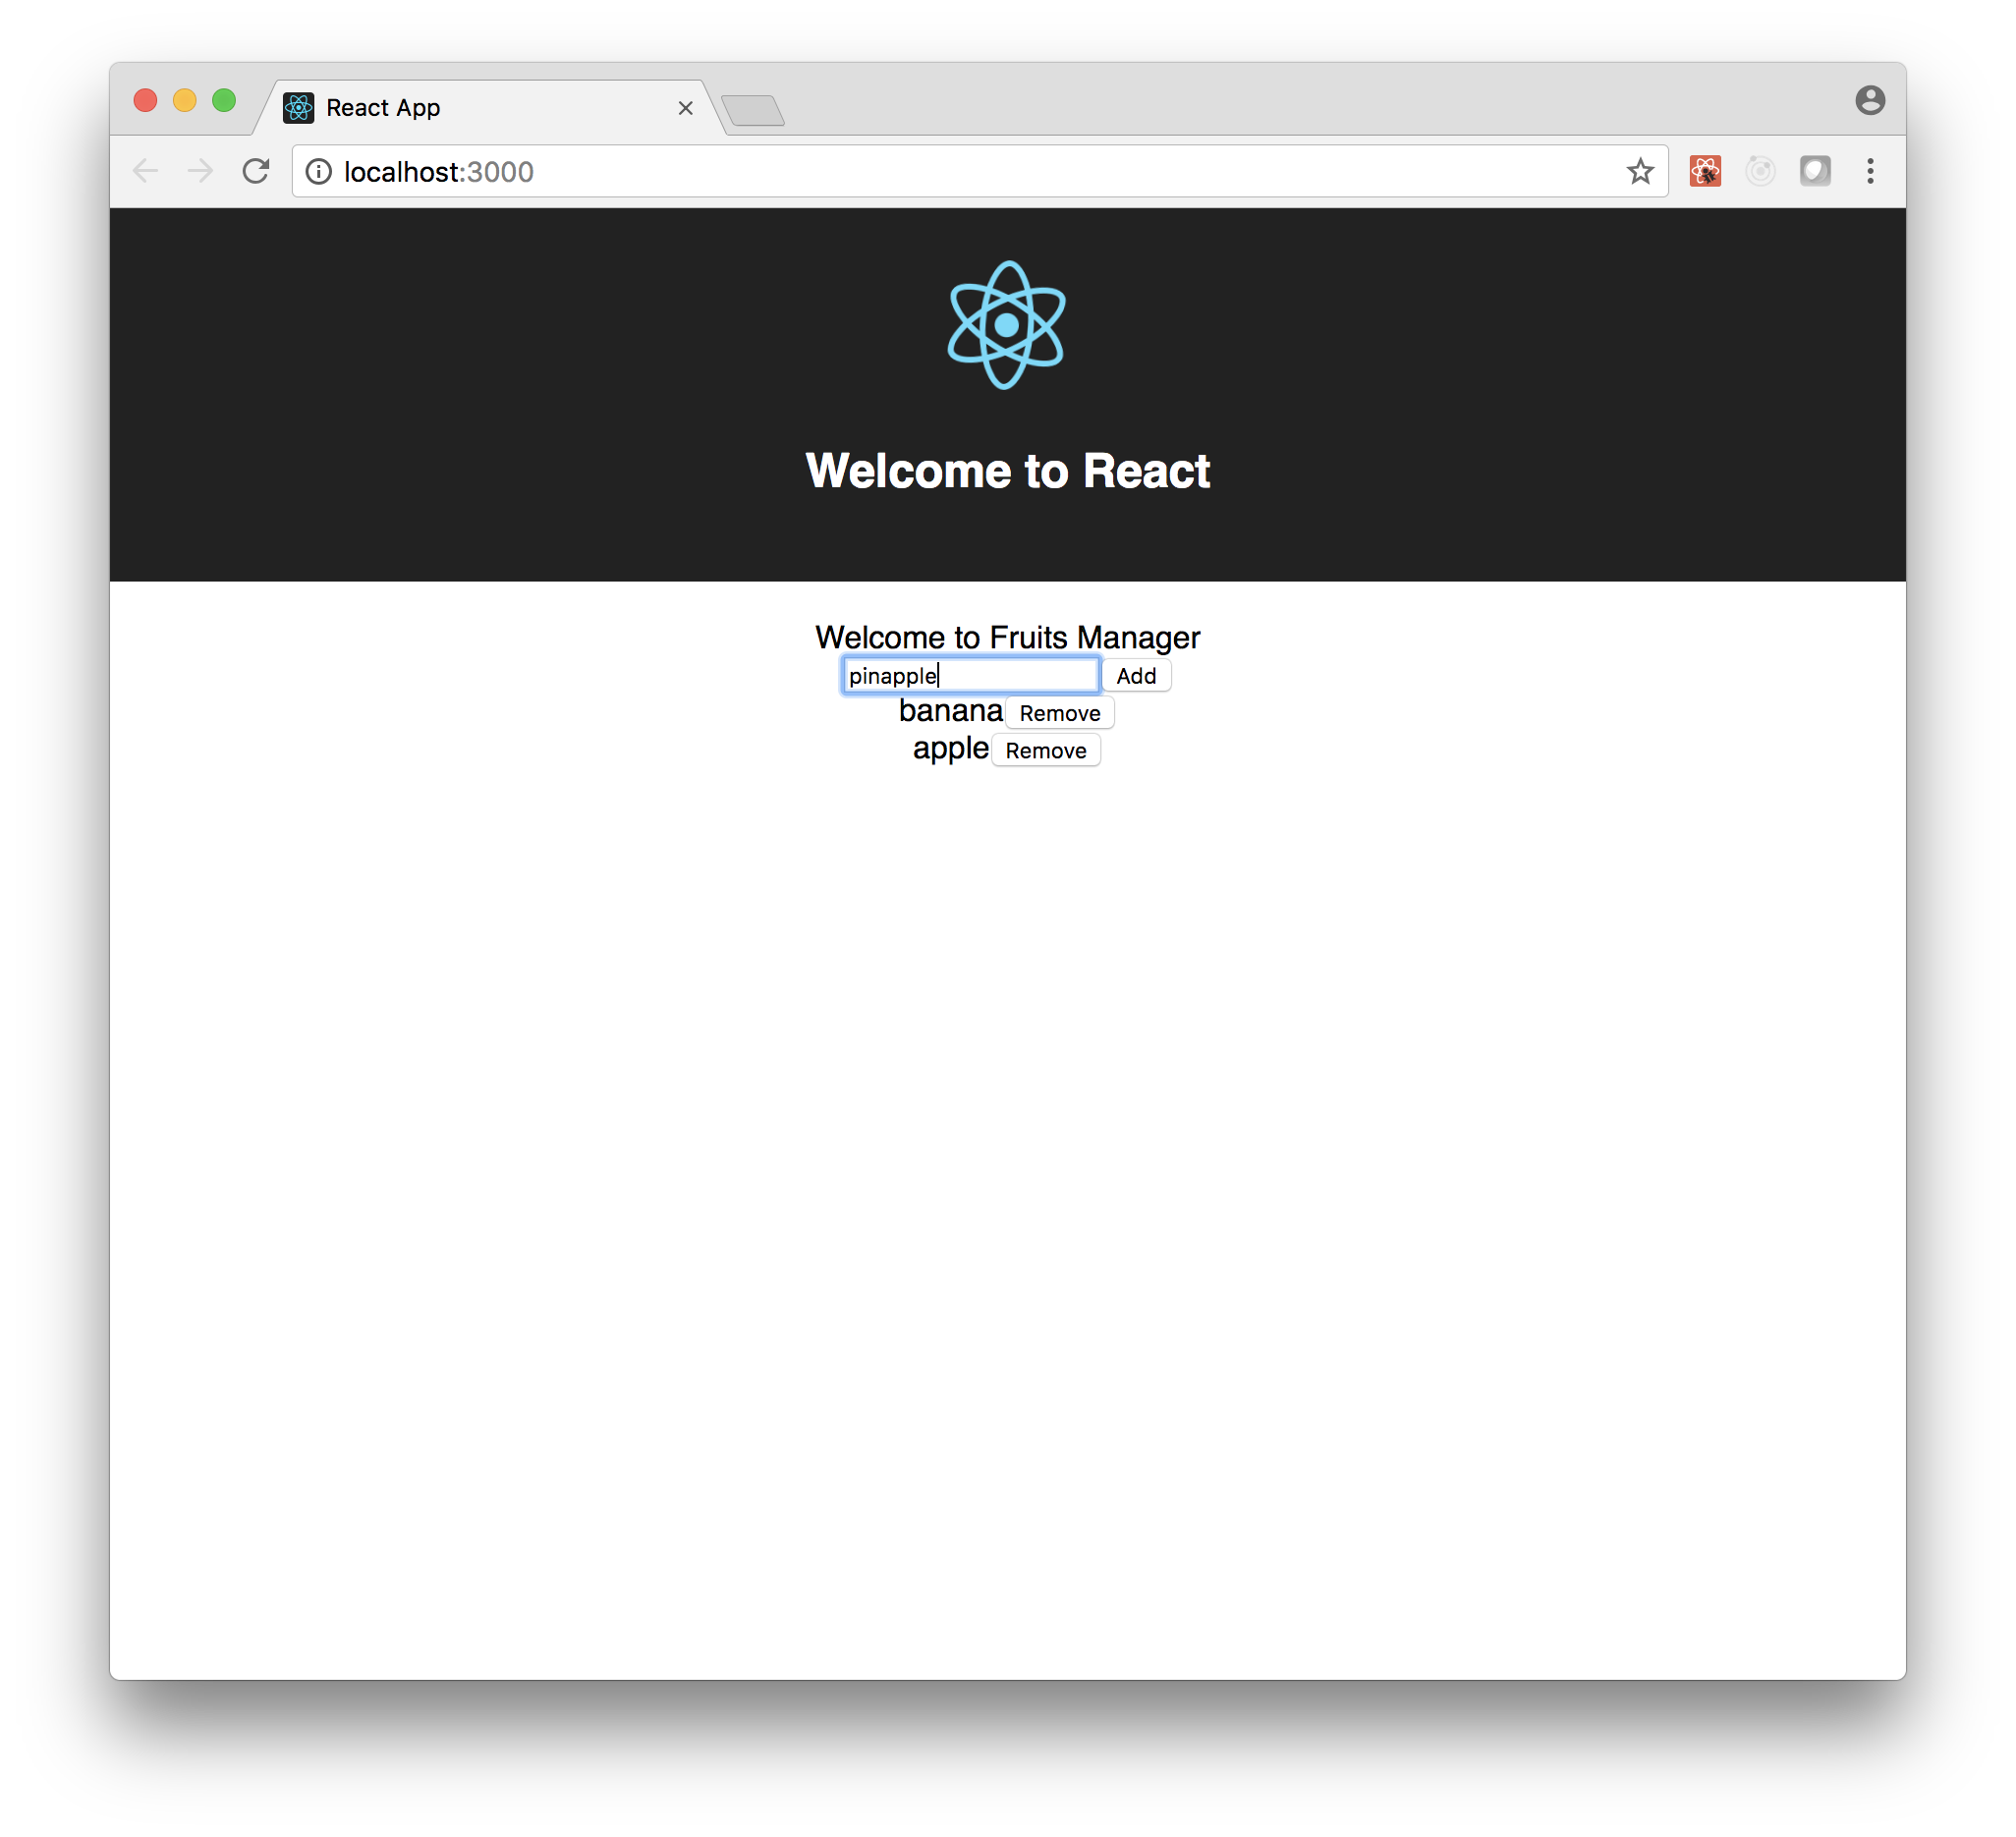 React App
localhost:3000
Welcome to React
Welcome to Fruits Manager
pinapple Add
banana Remove
apple Remove